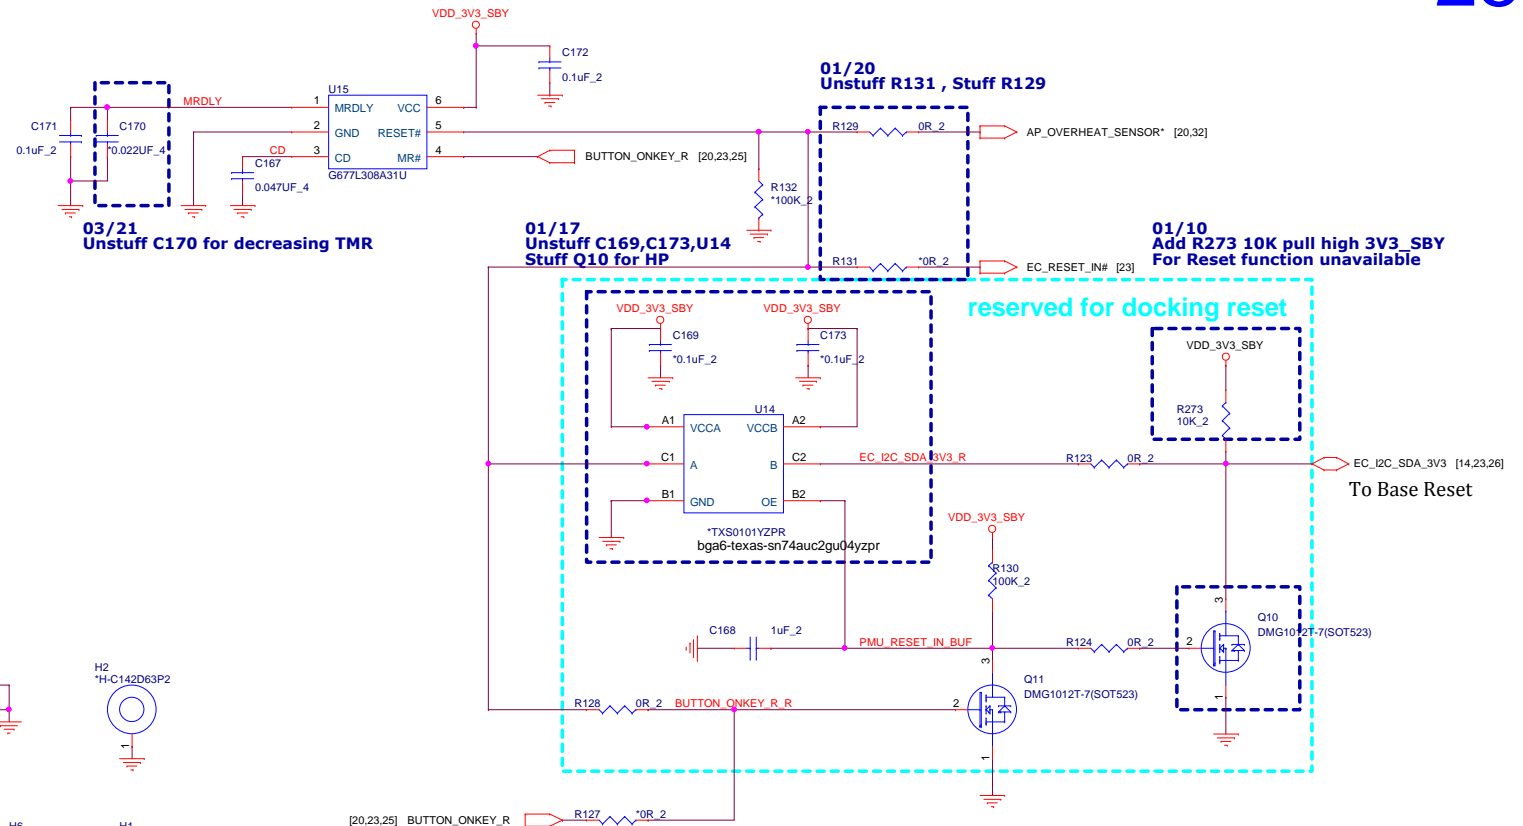 VDD_3V3_SBY
C172
0.1uF_2
01/20
Unstuff R131 , Stuff R129
U15
MRDLY
1
MRDLY
VCC
6
C171
0.1uF_2
C170
*0.022UF_4
2
GND
RESET#
5
R129
0R_2
AP_OVERHEAT_SENSOR* [20,32]
CD
3
CD
MR#
4
BUTTON_ONKEY_R [20,23,25]
C167
0.047UF_4
G677L308A31U
R132
*100K_2
03/21
Unstuff C170 for decreasing TMR
01/17
Unstuff C169,C173,U14
Stuff Q10 for HP
01/10
Add R273 10K pull high 3V3_SBY
For Reset function unavailable
R131
*0R_2
EC_RESET_IN# [23]
reserved for docking reset
VDD_3V3_SBY
VDD_3V3_SBY
C169
*0.1uF_2
C173
*0.1uF_2
VDD_3V3_SBY
R273
10K_2
U14
A1
VCCA
VCCB
A2
C1
A
B
C2
EC_I2C_SDA_3V3_R
R123
0R_2
EC_I2C_SDA_3V3 [14,23,26]
To Base Reset
B1
GND
OE
B2
*TXS0101YZPR
bga6-texas-sn74auc2gu04yzpr
VDD_3V3_SBY
R130
100K_2
C168
1uF_2
PMU_RESET_IN_BUF
R124
0R_2
3
2
1
Q10
DMG1012T-7(SOT523)
H2
*H-C142D63P2
1
3
2
1
Q11
DMG1012T-7(SOT523)
R128
0R_2
BUTTON_ONKEY_R_R
[20,23,25] BUTTON_ONKEY_R
R127
*0R_2